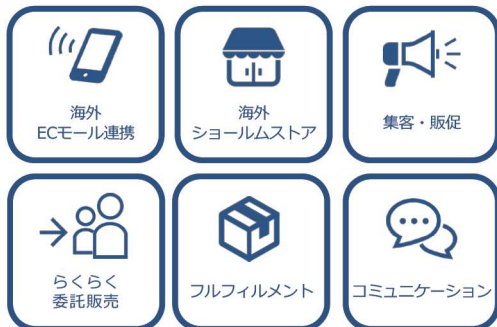 海外
ECモール連携
海外
ショールムストア
集客・販促
らくらく
委託販売
フルフィルメント
コミュニケーション